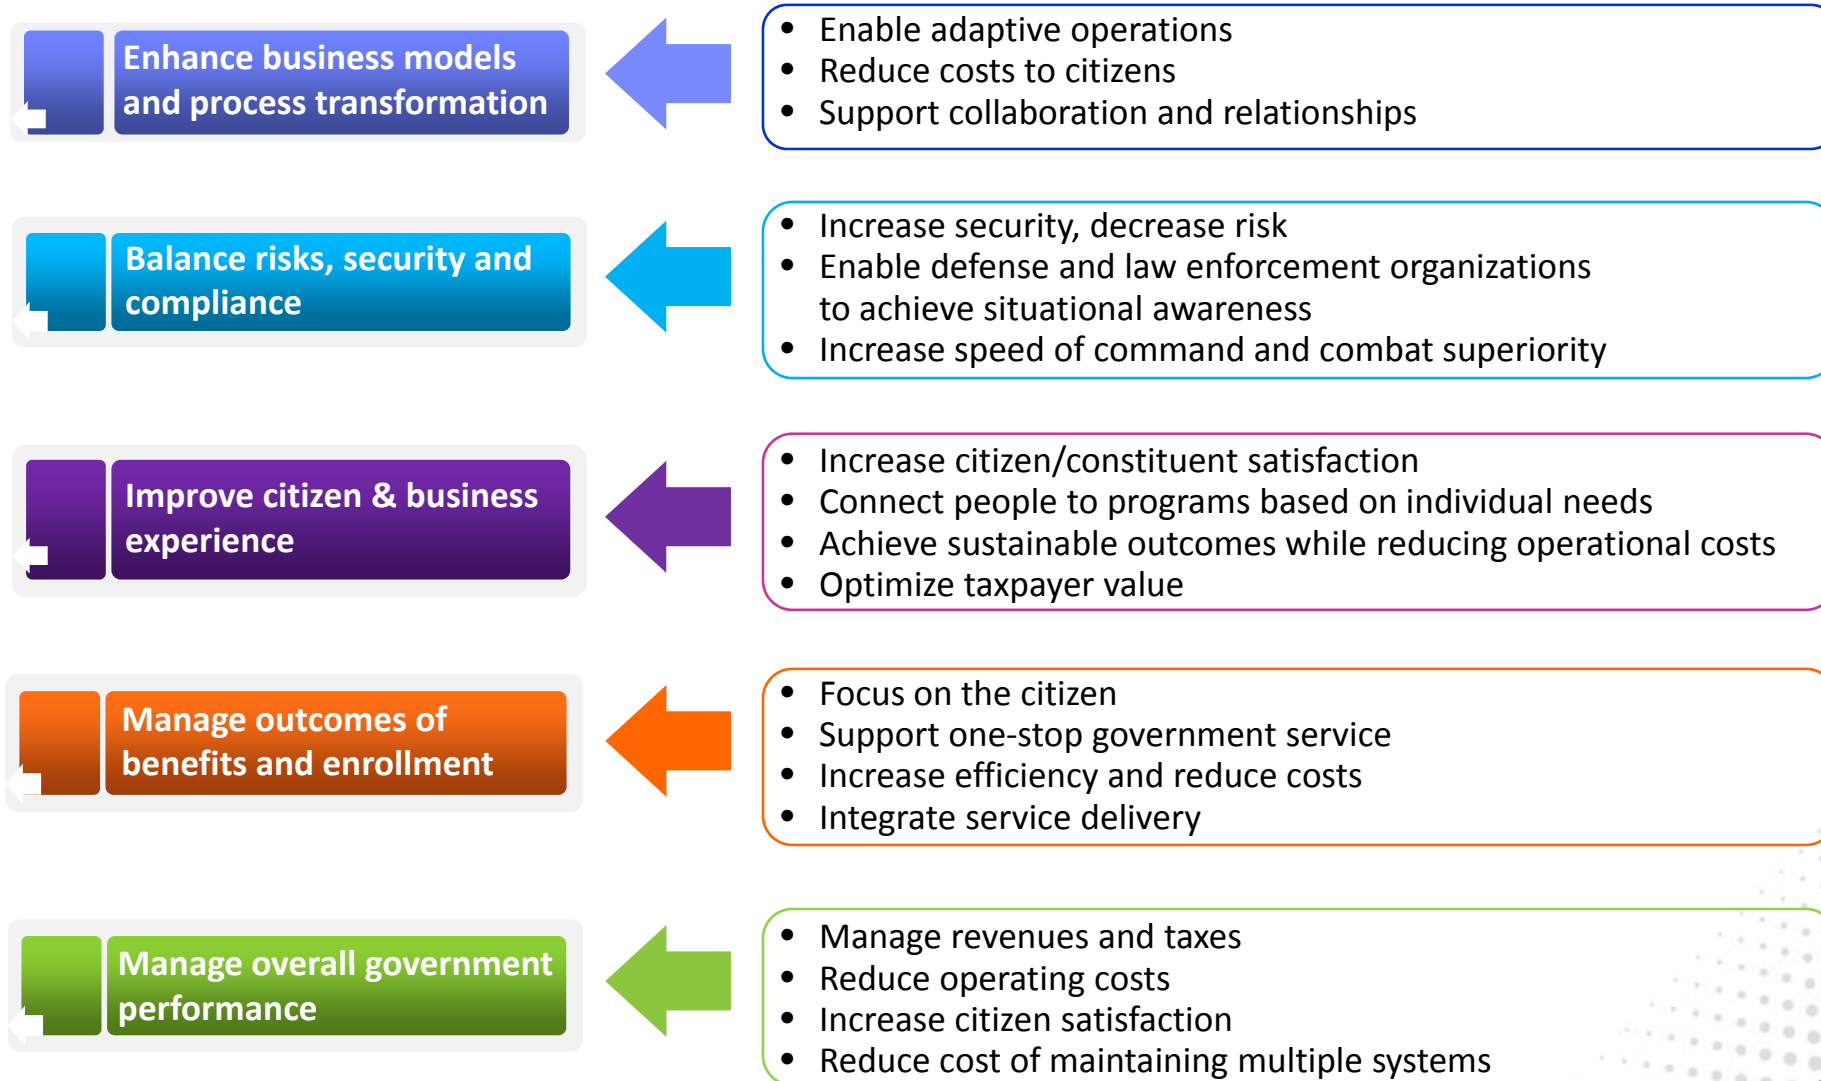 Enhance business models
and process transformation
• Enable adaptive operations
• Reduce costs to citizens
• Support collaboration and relationships
Balance risks, security and
compliance
• Increase security, decrease risk
• Enable defense and law enforcement organizations
to achieve situational awareness
• Increase speed of command and combat superiority
Improve citizen & business
experience
• Increase citizen/constituent satisfaction
• Connect people to programs based on individual needs
• Achieve sustainable outcomes while reducing operational costs
• Optimize taxpayer value
Manage outcomes of
benefits and enrollment
• Focus on the citizen
• Support one-stop government service
• Increase efficiency and reduce costs
• Integrate service delivery
Manage overall government
performance
• Manage revenues and taxes
• Reduce operating costs
• Increase citizen satisfaction
• Reduce cost of maintaining multiple systems